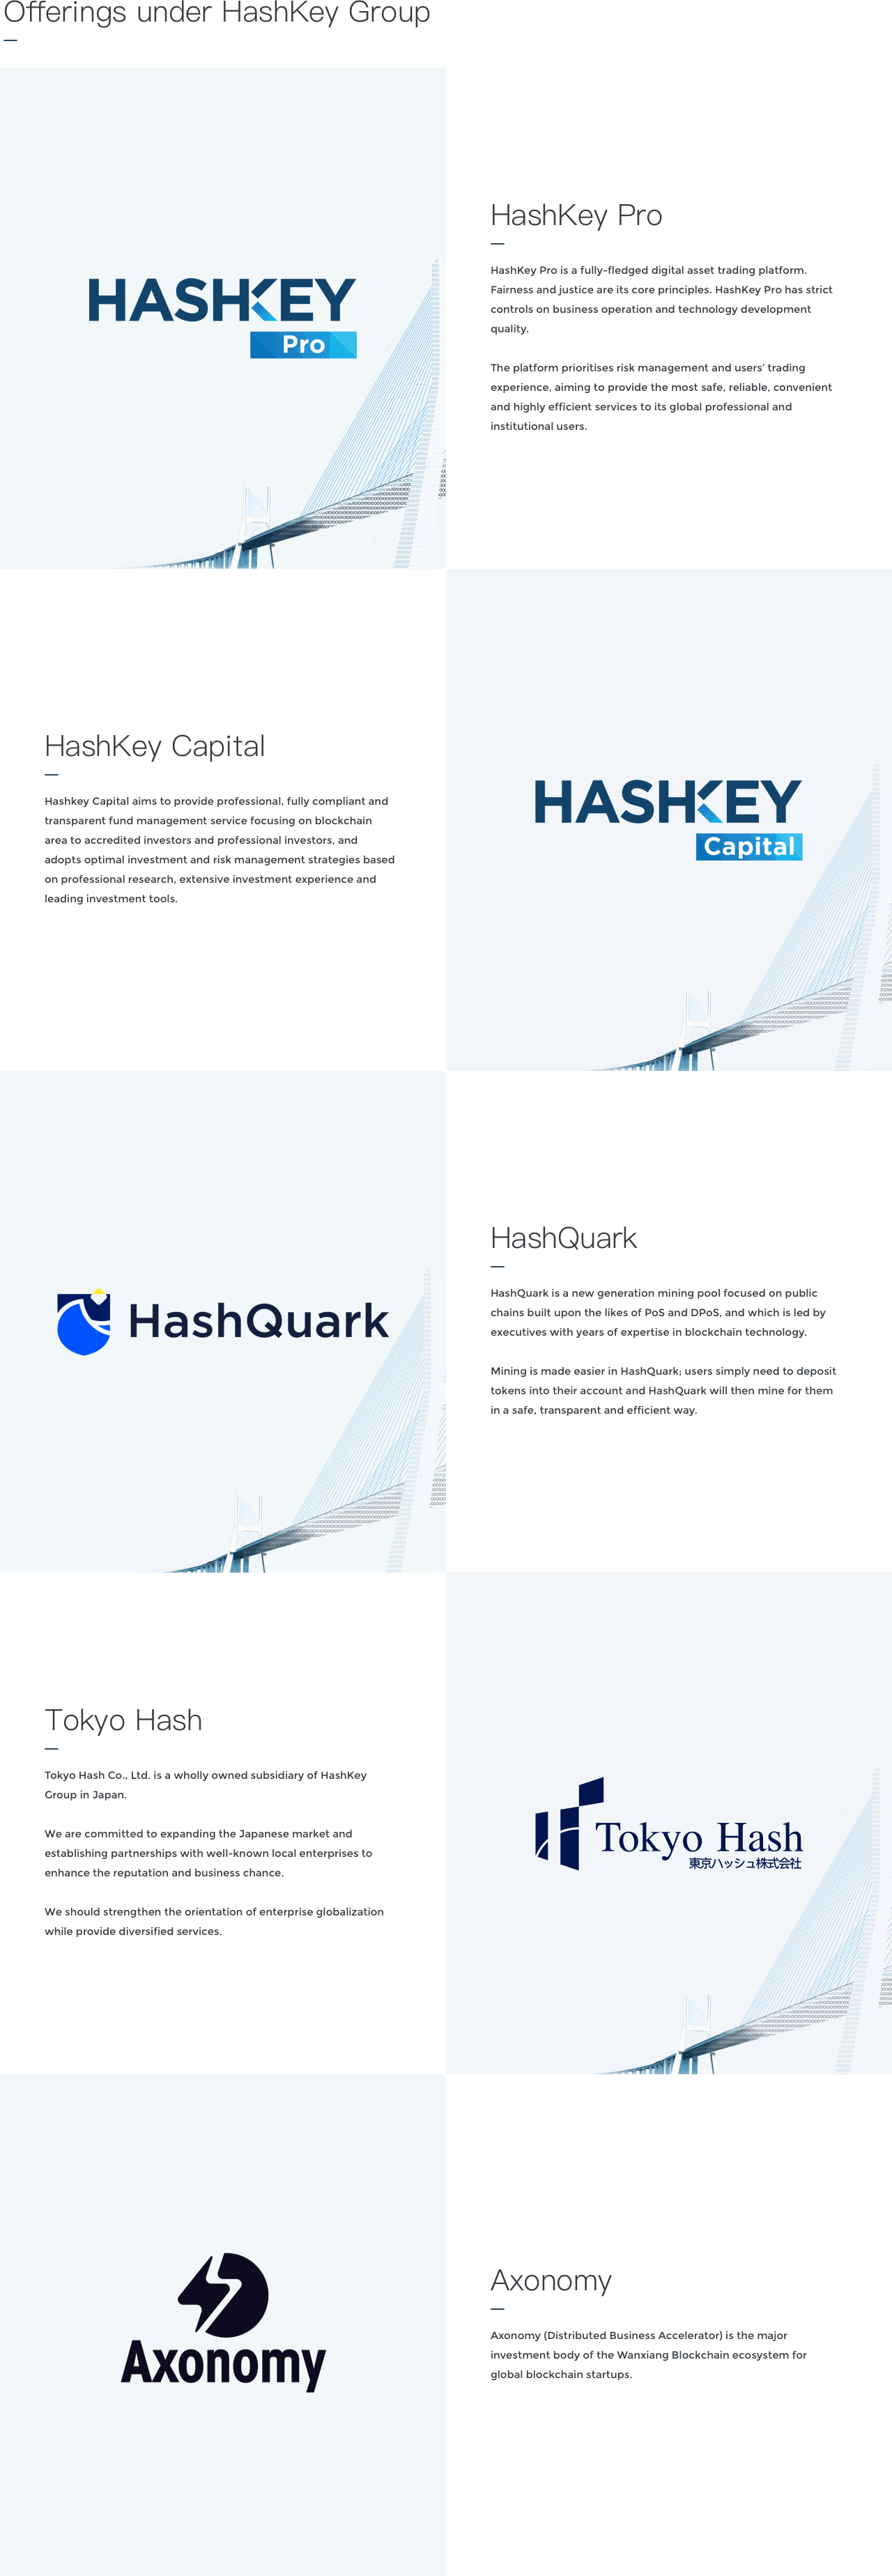 Offerings under HashKey Group
HASHKEY
Pro
HashKey Pro
HashKey Pro is a fully-fledged digital asset trading platform.
Fairness and justice are its core principles. HashKey Pro has strict
controls on business operation and technology development
quality.
The platform prioritises risk management and users' trading
experience, aiming to provide the most safe, reliable, convenient
and highly efficient services to its global professional and
institutional users.
HashKey Capital
Hashkey Capital aims to provide professional, fully compliant and
transparent fund management service focusing on blockchain
area to accredited investors and professional investors, and
adopts optimal investment and risk management strategies based
on professional research, extensive investment experience and
leading investment tools.
HASHKEY
Capital
HashQuark
HashQuark
HashQuark is a new generation mining pool focused on public
chains built upon the likes of PoS and DPoS, and which is led by
executives with years of expertise in blockchain technology.
Mining is made easier in HashQuark; users simply need to deposit
tokens into their account and HashQuark will then mine for them
in a safe, transparent and efficient way.
Tokyo Hash
Tokyo Hash Co., Ltd. is a wholly owned subsidiary of HashKey
Group in Japan.
We are committed to expanding the Japanese market and
establishing partnerships with well-known local enterprises to
enhance the reputation and business chance.
We should strengthen the orientation of enterprise globalization
while provide diversified services.
Tokyo Hash
東京ハッシュ株式会社
Axonomy
Axonomy
Axonomy (Distributed Business Accelerator) is the major
investment body of the Wanxiang Blockchain ecosystem for
global blockchain startups.